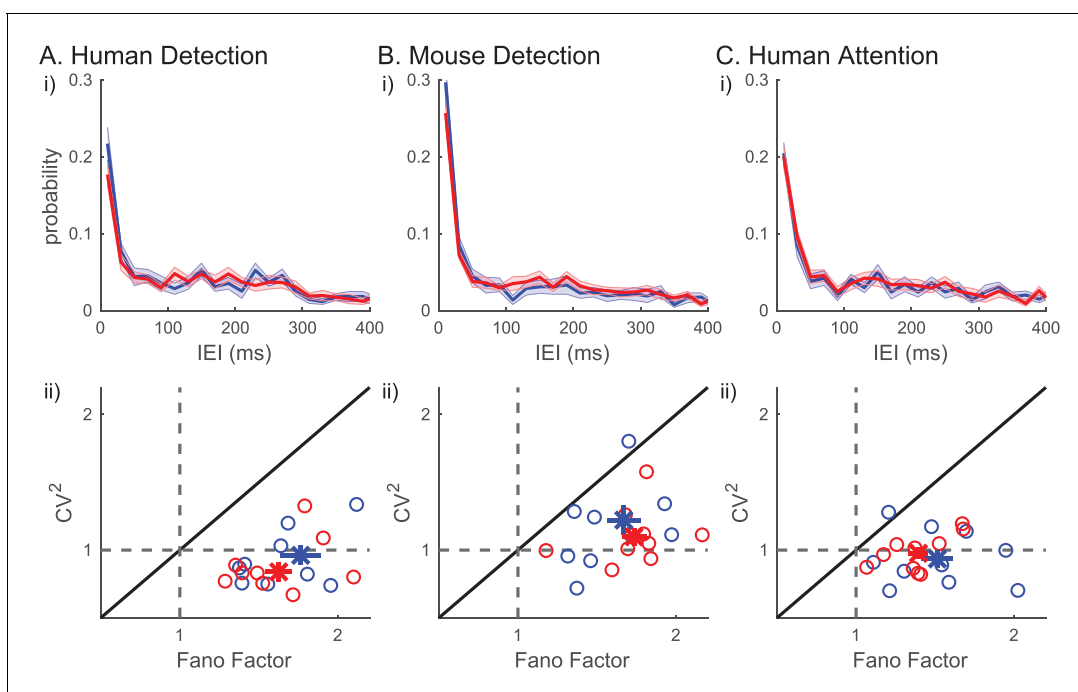 A. Human Detection
B. Mouse Detection
C. Human Attention
i)
i)
i)
0.3
0.2
0.1
0
probability
0 100 200 300 400
IEI (ms)
0.3
0.2
0.1
0
0 100 200 300 400
IEI (ms)
0.3
0.2
0.1
0
0 100 200 300 400
IEI (ms)
ii)
ii)
ii)
2
1
CV²
1 2
Fano Factor
2
1
CV²
1 2
Fano Factor
2
1
CV²
1 2
Fano Factor